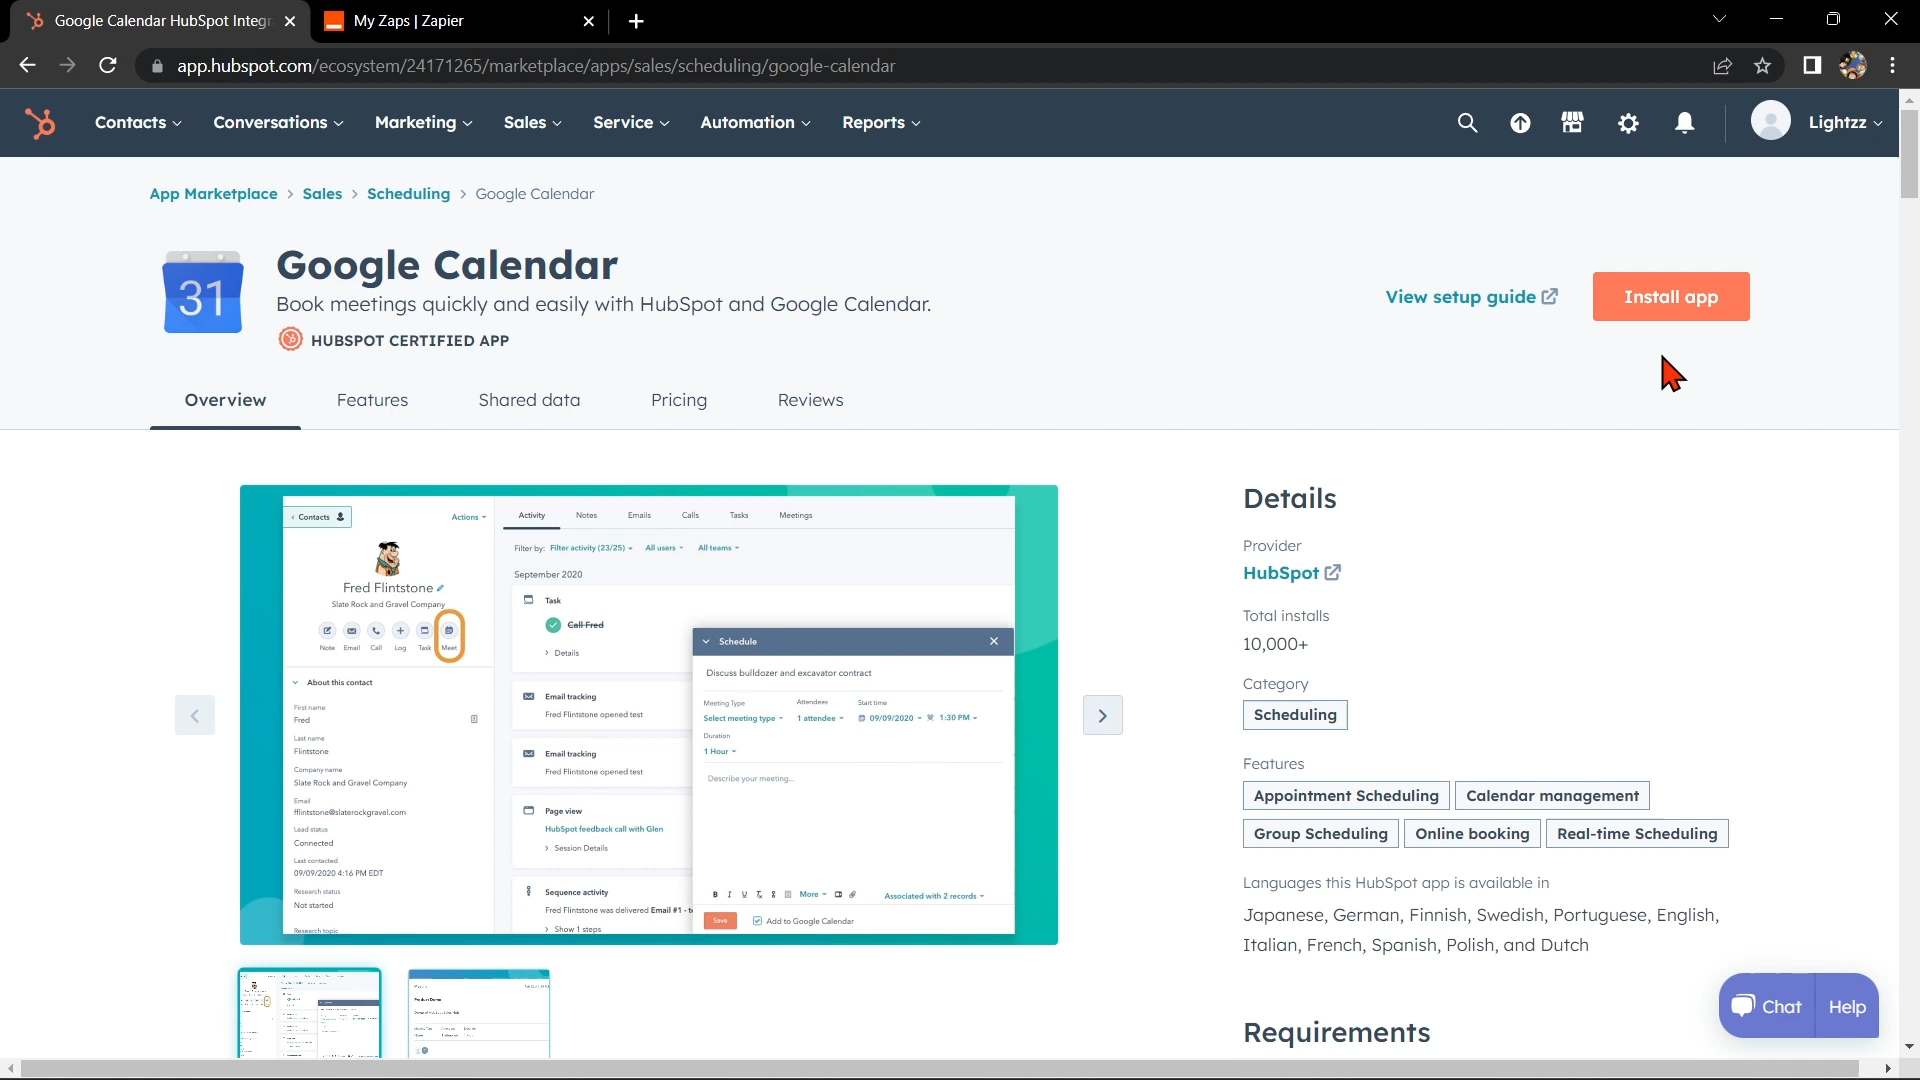 Google Calendar HubSpot Integr
My Zaps | Zapier
app.hubspot.com/ecosystem/24171265/marketplace/apps/sales/scheduling/google-calendar
Contacts Conversations Marketing Sales Service Automation Reports
Lightzz
App Marketplace > Sales > Scheduling > Google Calendar
31
Google Calendar
Book meetings quickly and easily with HubSpot and Google Calendar.
HUBSPOT CERTIFIED APP
View setup guide
Install app
Overview Features Shared data Pricing Reviews
Contacts
Actions
Fred Flintstone
Slate Rock and Gravel Company
Note Email Call Log Task Meet
About this contact
First name
Fred
Last name
Flintstone
Company name
Slate Rock and Gravel Company
Email
fflintstone@slaterockgravel.com
Lead status
Connected
Last contacted
09/09/2020 4:16 PM EDT
Research status
Not started
Research topic
Activity Notes Emails Calls Tasks Meetings
Filter by: Filter activity (23/25) All users All teams
September 2020
Task
Call Fred
> Details
Email tracking
Fred Flintstone opened test
Email tracking
Fred Flintstone opened test
Page view
HubSpot feedback call with Glen
> Session Details
Sequence activity
Fred Flintstone was delivered Email #1 - t
> Show 1 steps
Schedule
Discuss bulldozer and excavator contract
Meeting Type Attendees Start time
Select meeting type 1 attendee 09/09/2020 1:30 PM
Duration
1 Hour
Describe your meeting...
B I U More Associated with 2 records
Save Add to Google Calendar
Product Demo
Details
Provider
HubSpot
Total installs
10,000+
Category
Scheduling
Features
Appointment Scheduling Calendar management
Group Scheduling Online booking Real-time Scheduling
Languages this HubSpot app is available in
Japanese, German, Finnish, Swedish, Portuguese, English,
Italian, French, Spanish, Polish, and Dutch
Requirements
Chat Help